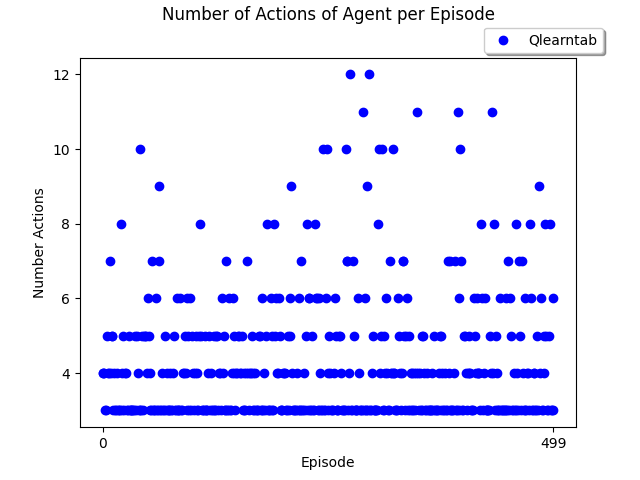 Number of Actions of Agent per Episode
Qlearntab
12
10
8
6
4
Number Actions
0
499
Episode